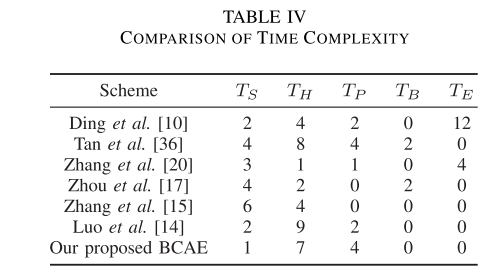 TABLE IV
COMPARISON OF TIME COMPLEXITY
Scheme T_S T_H T_P T_B T_E
Ding et al. [10] 2 4 2 0 12
Tan et al. [36] 4 8 4 2 0
Zhang et al. [20] 3 1 1 0 4
Zhou et al. [17] 4 2 0 2 0
Zhang et al. [15] 6 4 0 0 0
Luo et al. [14] 2 9 2 0 0
Our proposed BCAE 1 7 4 0 0